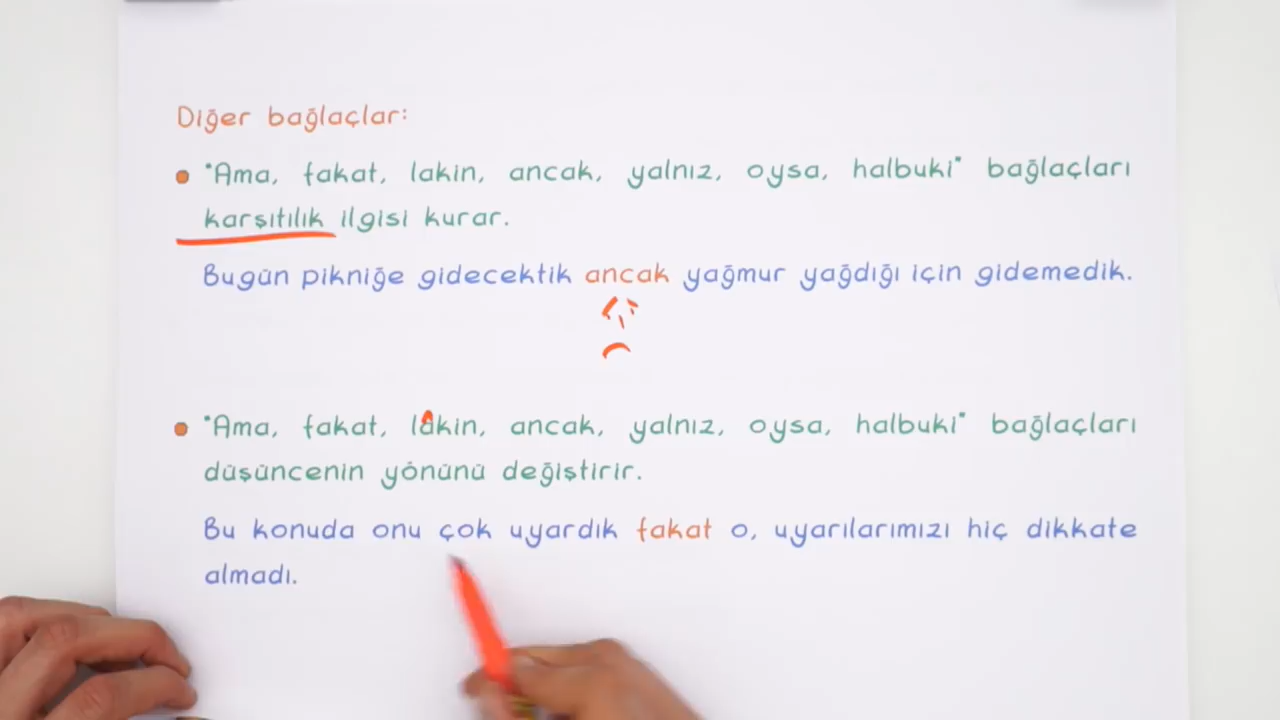 Diğer bağlaçlar:
"Ama, fakat, lakin, ancak, yalnız, oysa, halbuki" bağlaçları
karşıtılık ilgisi kurar.
Bugün pikniğe gidecektik ancak yağmur yağdığı için gidemedik.
"Ama, fakat, lâkin, ancak, yalnız, oysa, halbuki" bağlaçları
düşüncenin yönünü değiştirir.
Bu konuda onu çok uyardık fakat o, uyarılarımızı hiç dikkate
almadı.